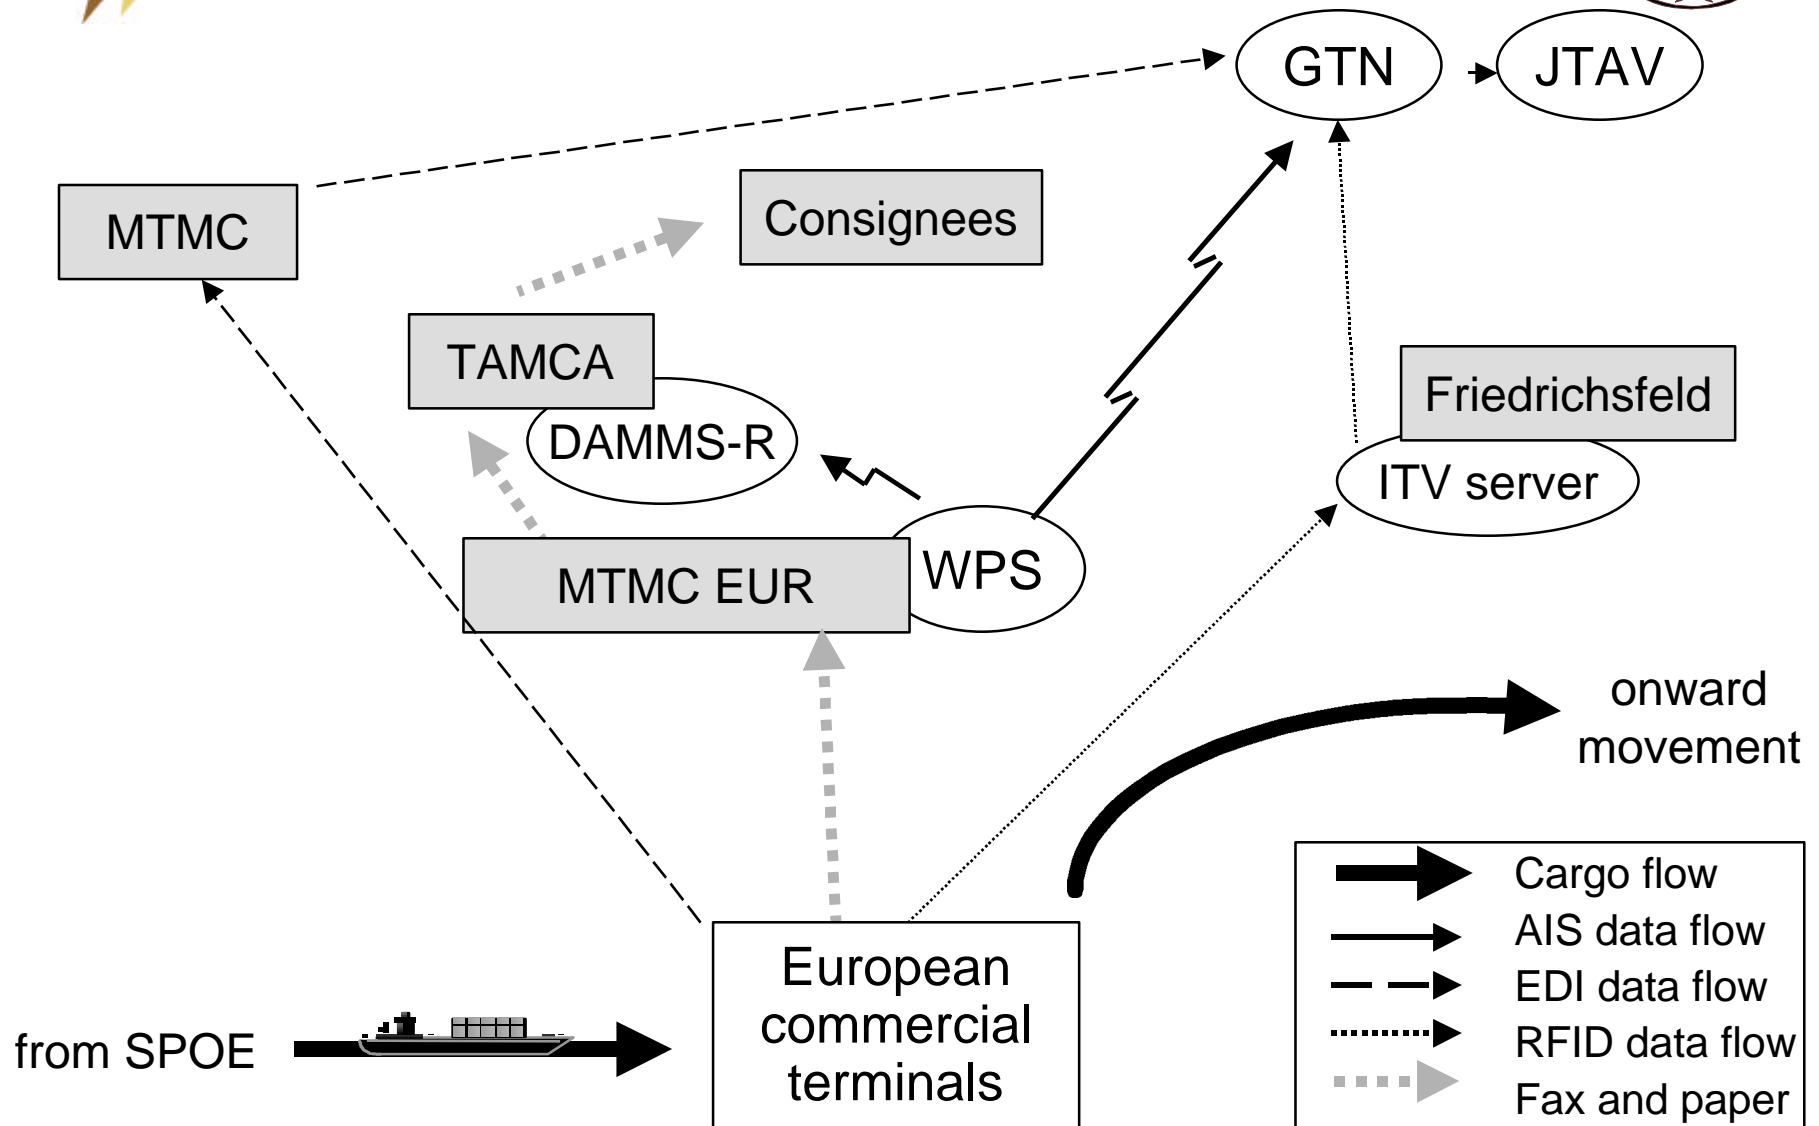 GTN
JTAV
MTMC
Consignees
TAMCA
DAMMS-R
Friedrichsfeld
ITV server
MTMC EUR
WPS
onward
movement
European
commercial
terminals
from SPOE
Cargo flow
AIS data flow
EDI data flow
RFID data flow
Fax and paper